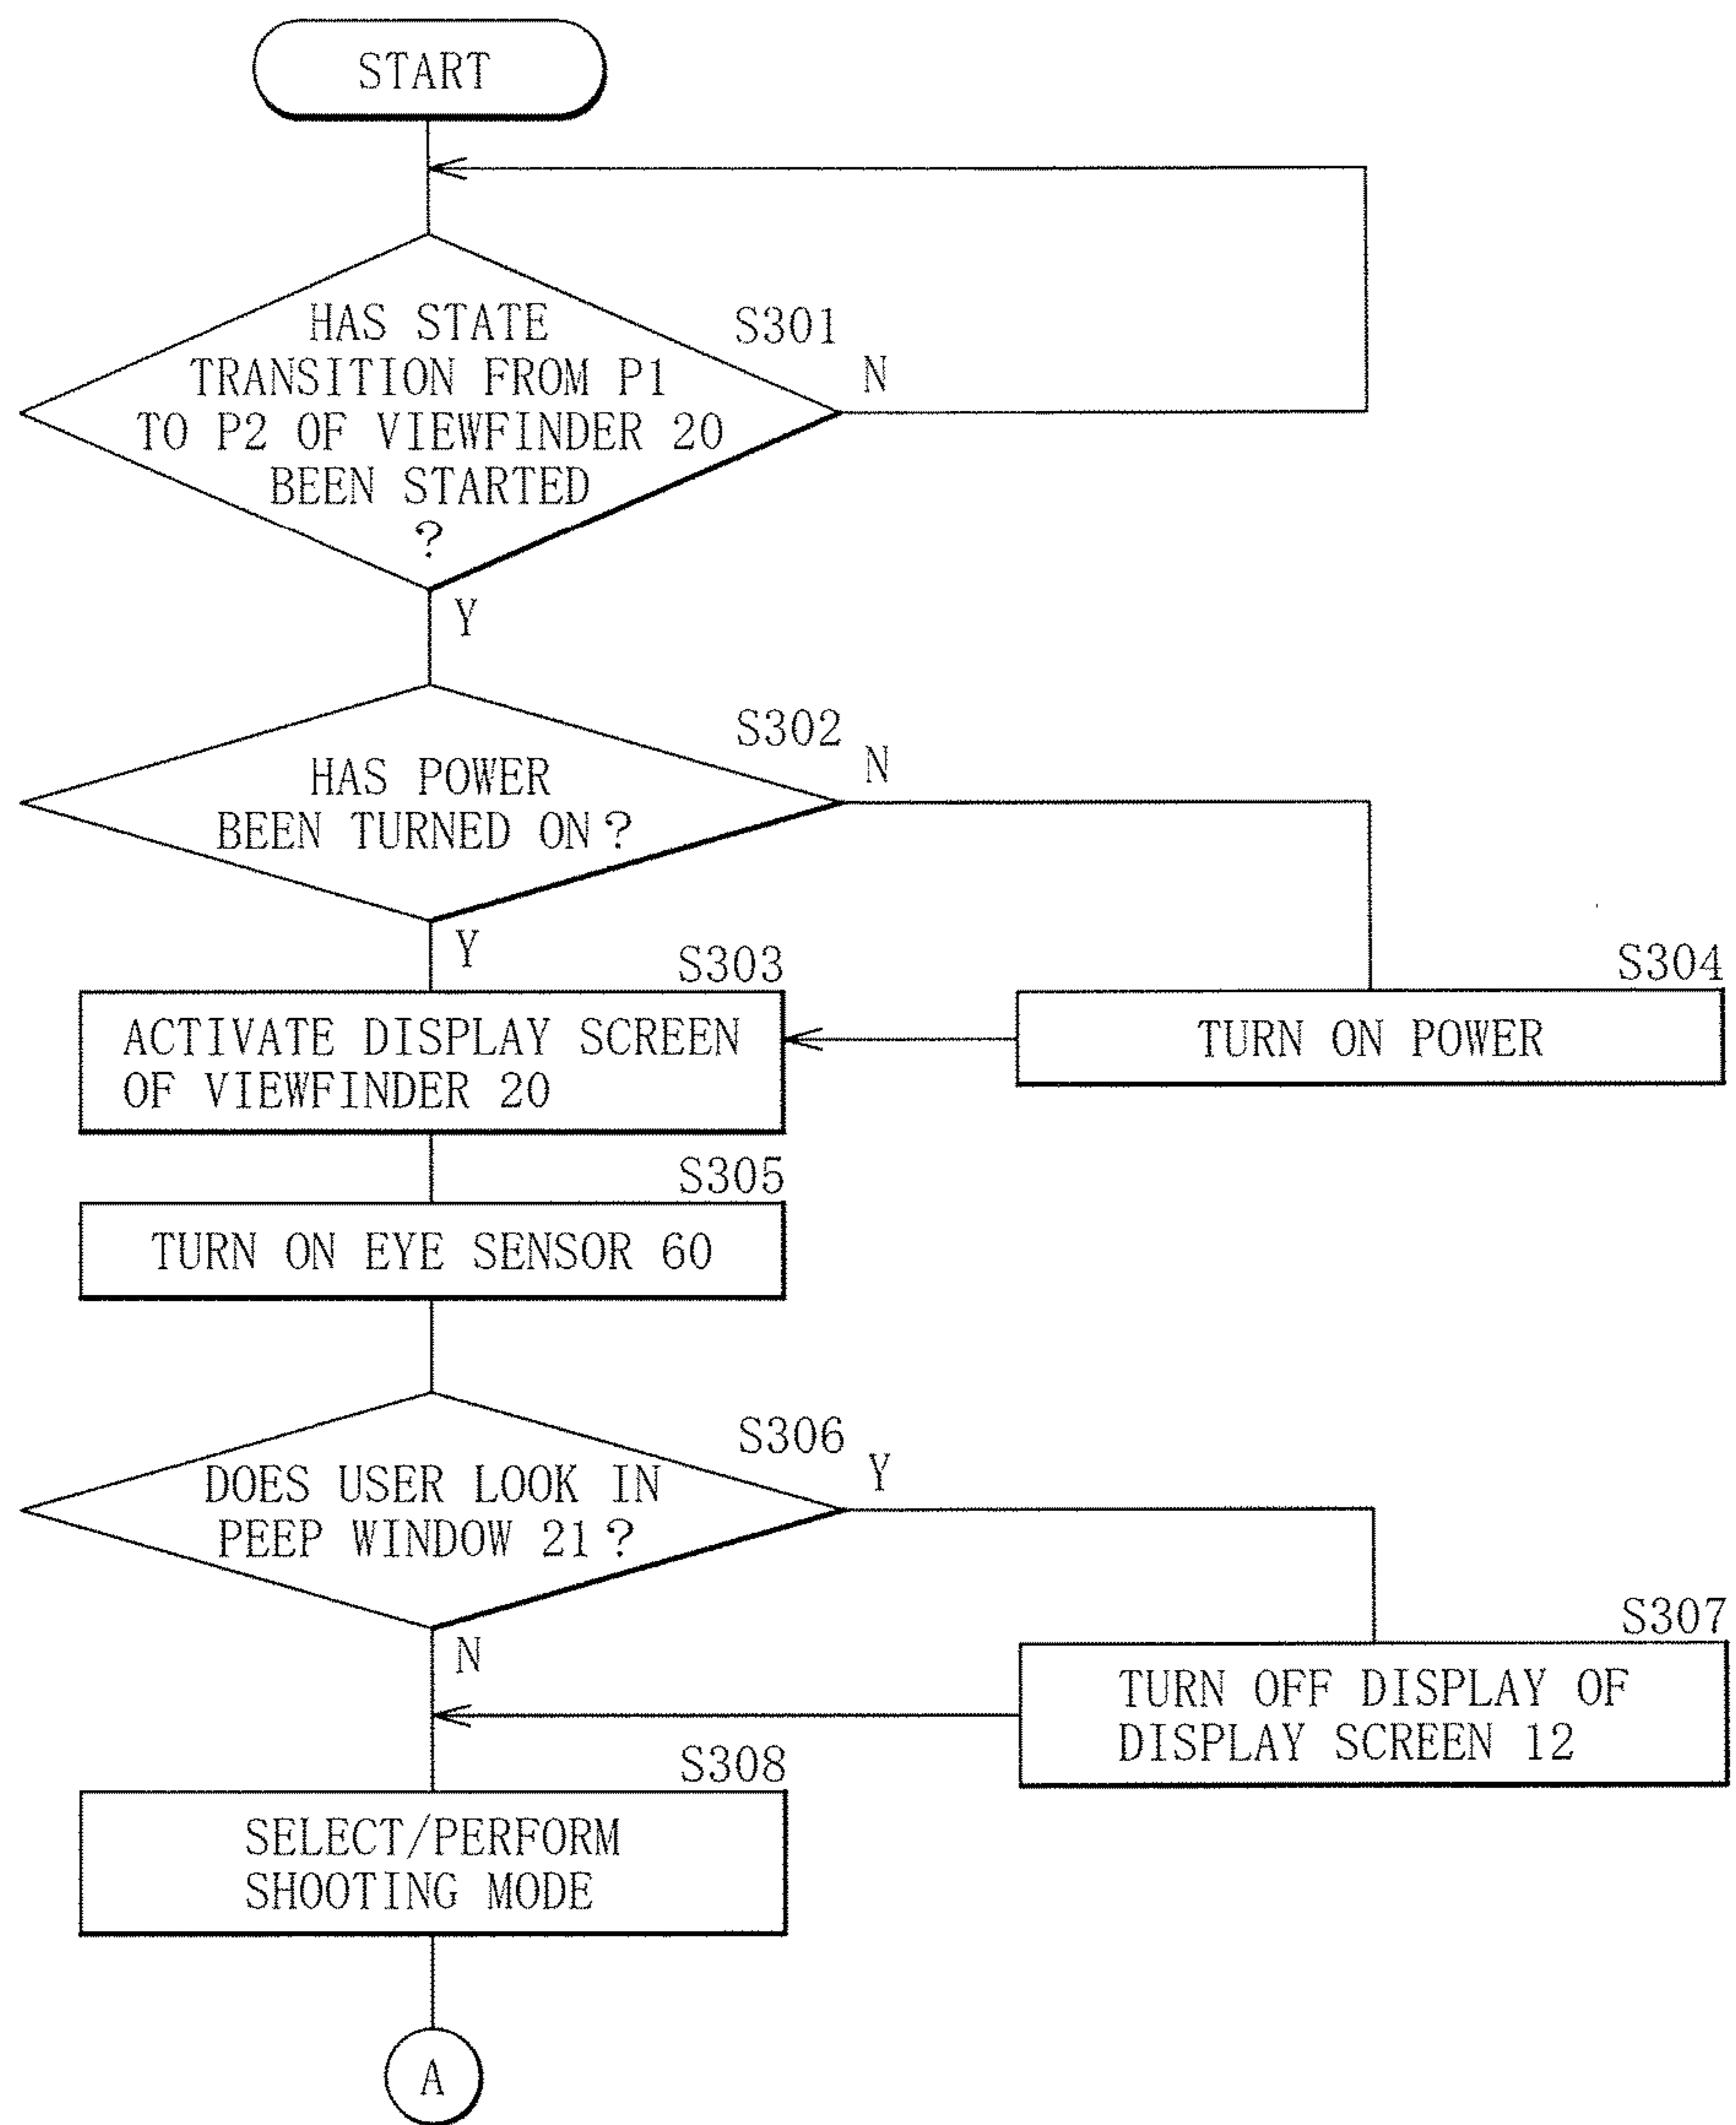 START
HAS STATE
S301
TRANSITION FROM P1
N
TO P2 OF VIEWFINDER 20
BEEN STARTED
?
Y
S302
N
HAS POWER
BEEN TURNED ON?
Y
S303
S304
ACTIVATE DISPLAY SCREEN
OF VIEWFINDER 20
TURN ON POWER
S305
TURN ON EYE SENSOR 60
S306
Y
DOES USER LOOK IN
PEEP WINDOW 21?
N
S307
TURN OFF DISPLAY OF
DISPLAY SCREEN 12
S308
SELECT/PERFORM
SHOOTING MODE
A